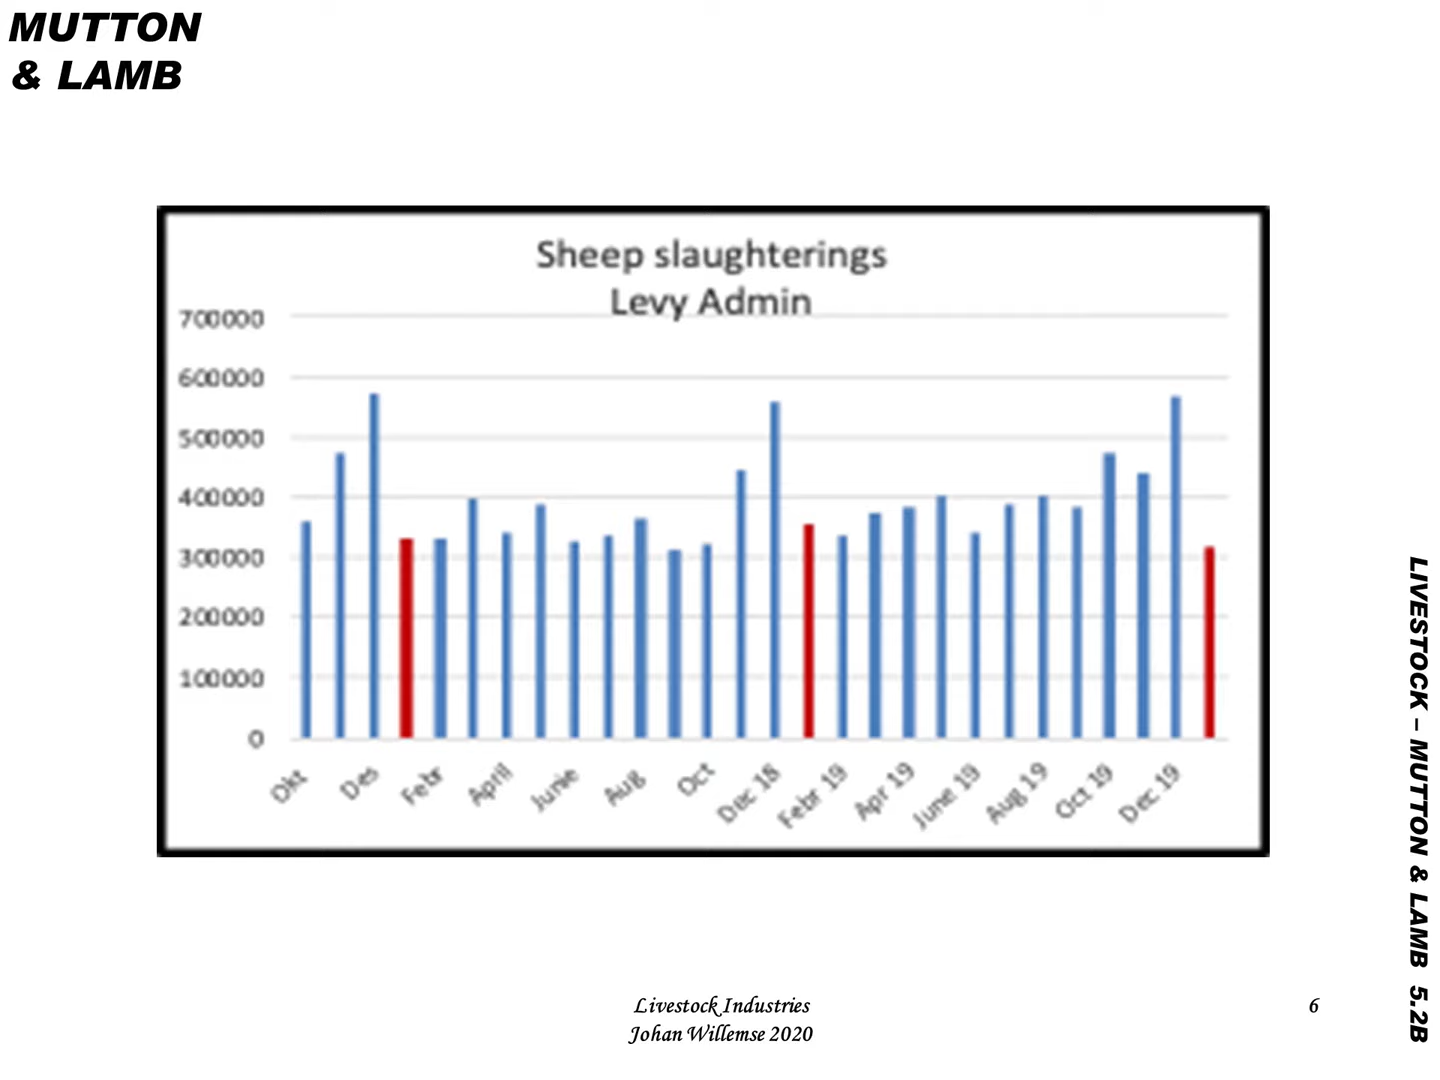 MUTTON
& LAMB
Sheep slaughterings
Levy Admin
700000
600000
500000
400000
300000
200000
100000
0
Okt
Des
Febr
April
Junie
Aug
Oct
Dec 18
Febr 19
Apr 19
June 19
Aug 19
Oct 19
Dec 19
LIVESTOCK – MUTTON & LAMB 5.2B
Livestock Industries
Johan Willemse 2020
6